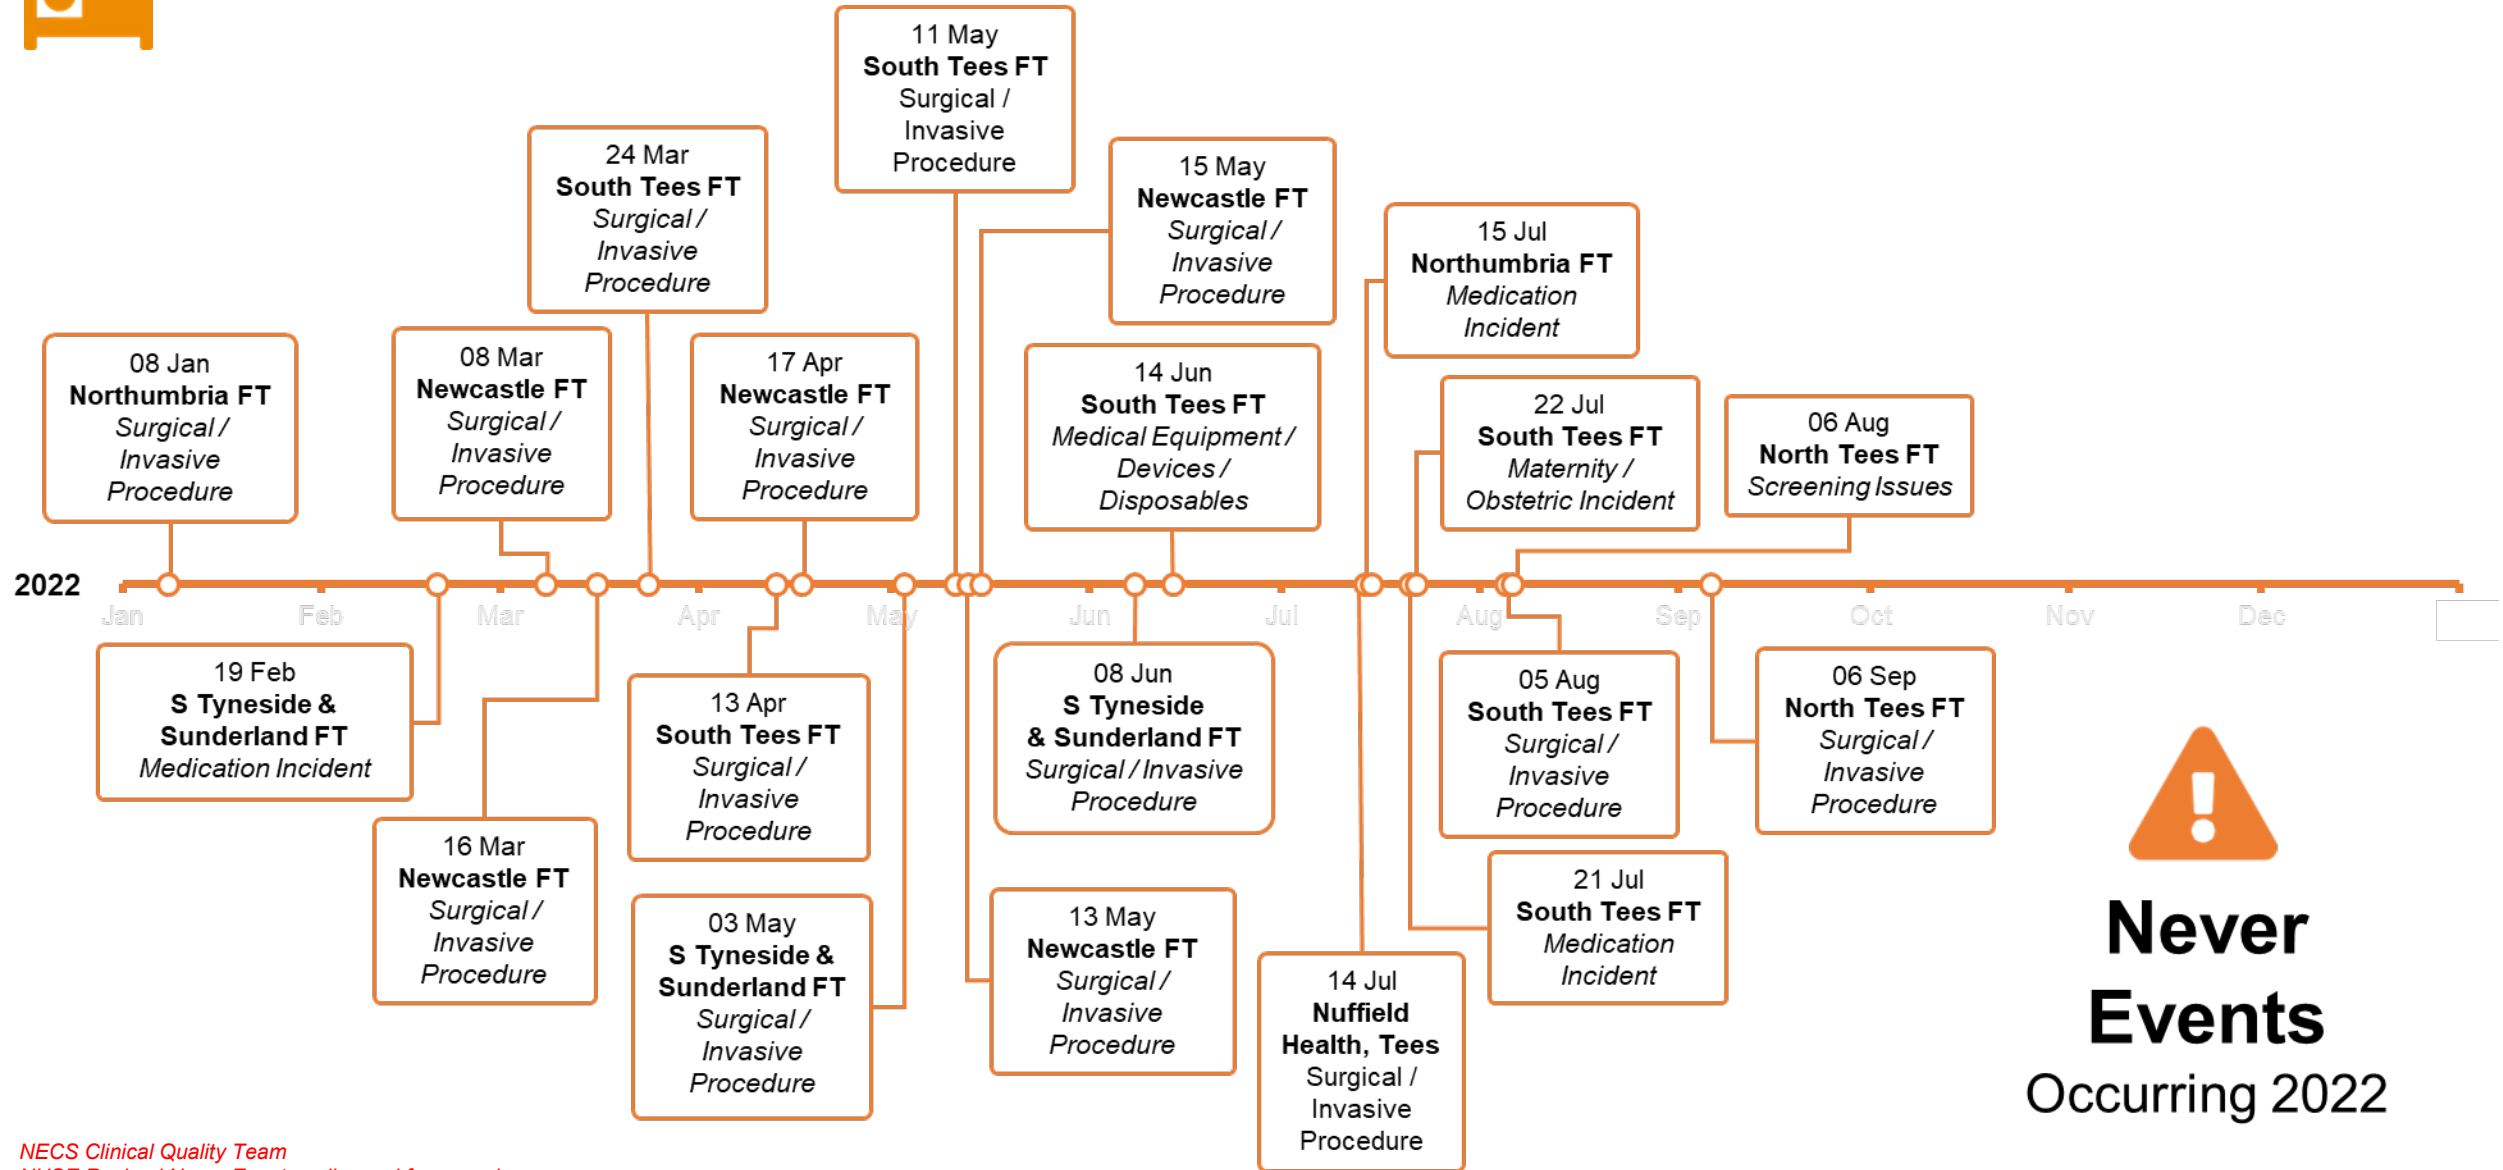 11 May
South Tees FT
Surgical /
Invasive
Procedure
24 Mar
South Tees FT
Surgical /
Invasive
Procedure
15 May
Newcastle FT
Surgical /
Invasive
Procedure
15 Jul
Northumbria FT
Medication
Incident
08 Jan
Northumbria FT
Surgical /
Invasive
Procedure
08 Mar
Newcastle FT
Surgical /
Invasive
Procedure
17 Apr
Newcastle FT
Surgical /
Invasive
Procedure
14 Jun
South Tees FT
Medical Equipment /
Devices /
Disposables
22 Jul
South Tees FT
Maternity /
Obstetric Incident
06 Aug
North Tees FT
Screening Issues
2022
Jan Feb Mar Apr May Jun Jul Aug Sep Oct Nov Dec
19 Feb
S Tyneside &
Sunderland FT
Medication Incident
16 Mar
Newcastle FT
Surgical /
Invasive
Procedure
13 Apr
South Tees FT
Surgical /
Invasive
Procedure
03 May
S Tyneside &
Sunderland FT
Surgical /
Invasive
Procedure
08 Jun
S Tyneside
& Sunderland FT
Surgical / Invasive
Procedure
13 May
Newcastle FT
Surgical /
Invasive
Procedure
14 Jul
Nuffield
Health, Tees
Surgical /
Invasive
Procedure
05 Aug
South Tees FT
Surgical /
Invasive
Procedure
21 Jul
South Tees FT
Medication
Incident
06 Sep
North Tees FT
Surgical /
Invasive
Procedure
Never
Events
Occurring 2022
NECS Clinical Quality Team